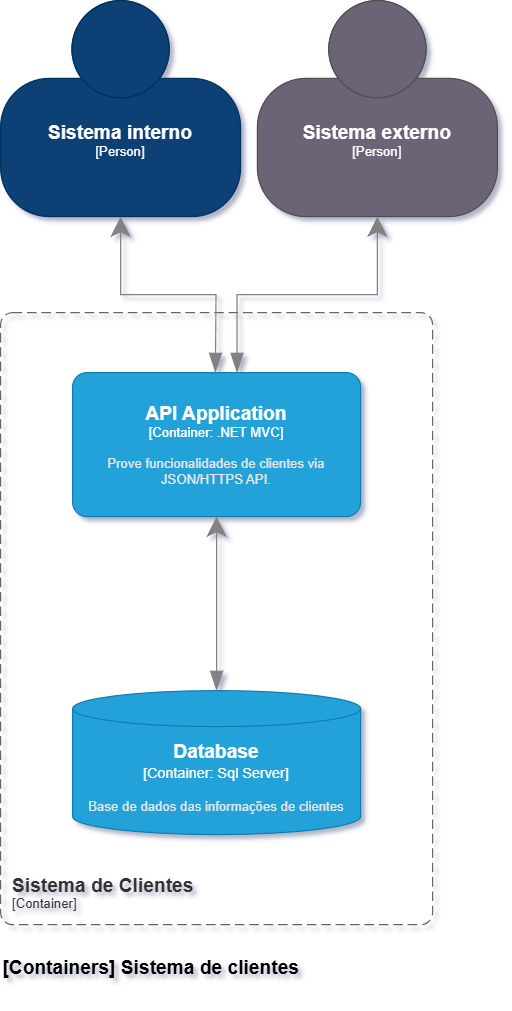 Sistema interno
[Person]
Sistema externo
[Person]
API Application
[Container: .NET MVC]
Prove funcionalidades de clientes via
JSON/HTTPS API.
Database
[Container: Sql Server]
Base de dados das informações de clientes
Sistema de Clientes
[Container]
[Containers] Sistema de clientes